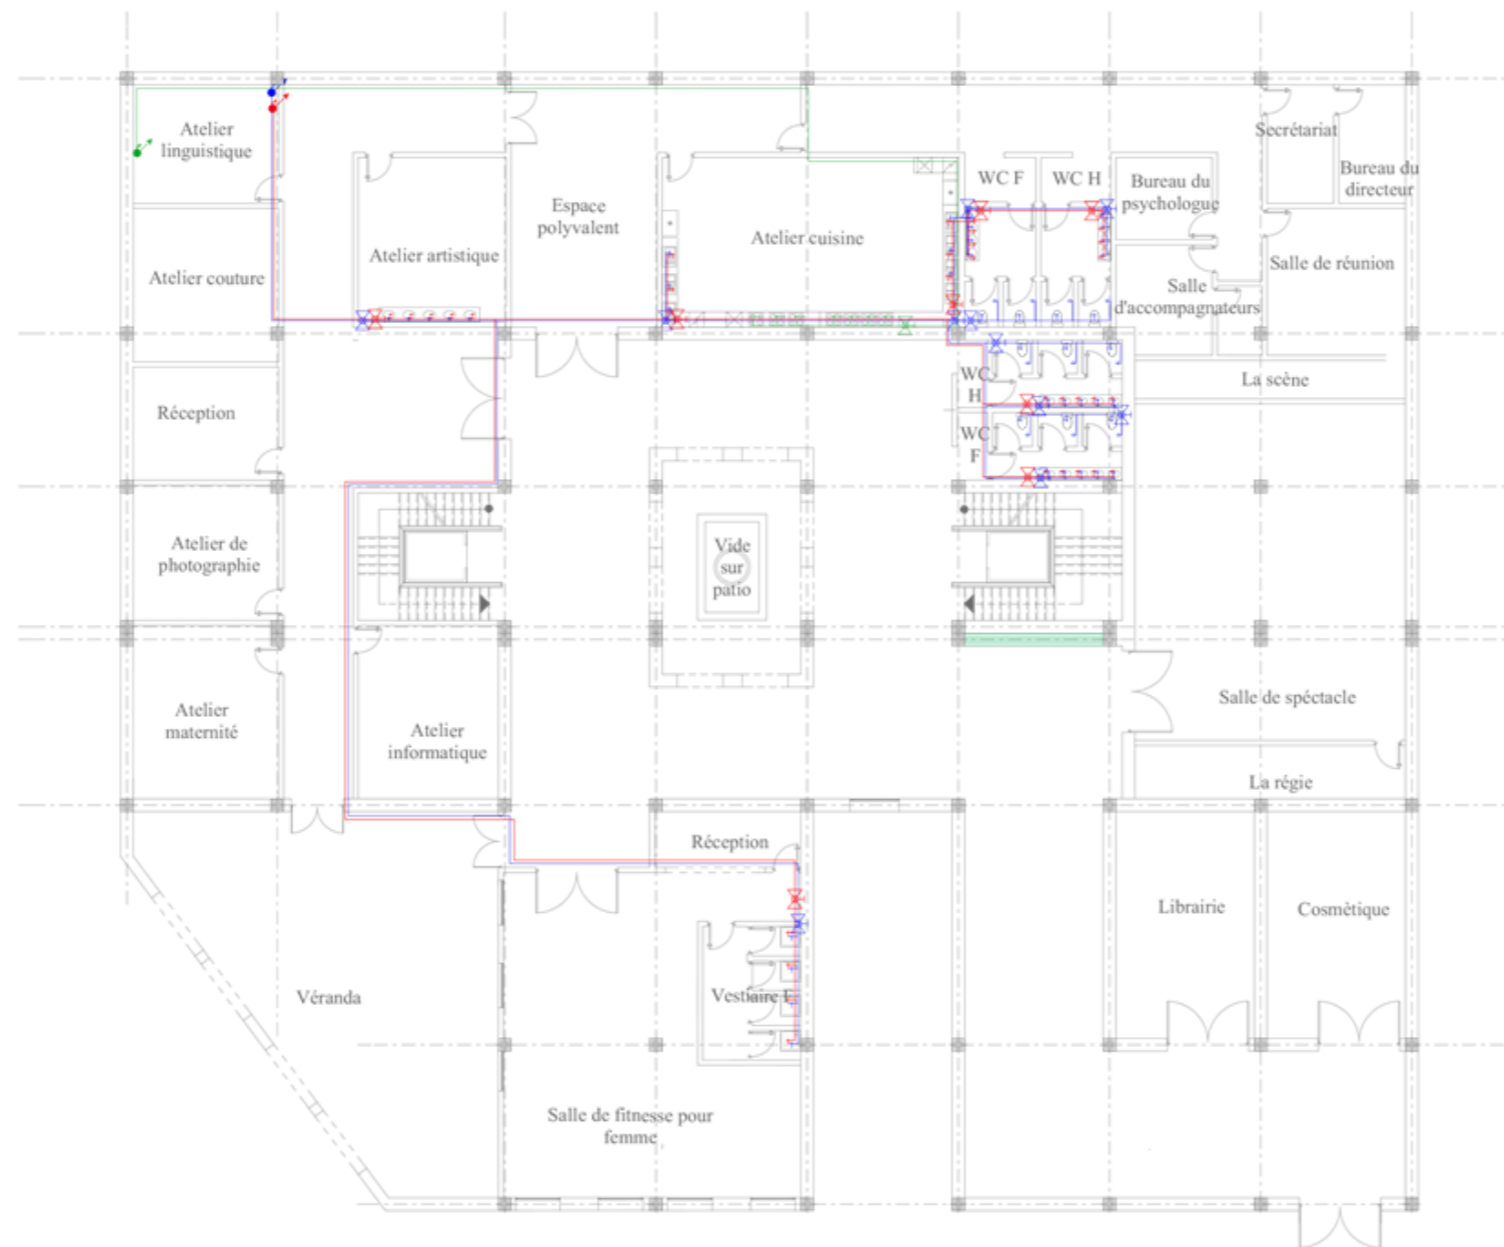 Atelier
linguistique
Secrétariat
Bureau du
directeur
WC F
WC H
Bureau du
psychologue
Espace
polyvalent
Atelier cuisine
Atelier artistique
Atelier couture
Salle de réunion
Salle
d'accompagnateurs
WC
H
La scène
Réception
WC
F
Atelier de
photographie
Vide
sur
patio
Atelier
maternité
Atelier
informatique
Salle de spéctacle
La régie
Réception
Librairie
Cosmètique
Véranda
Vestiaire F
Salle de fitnesse pour
femme